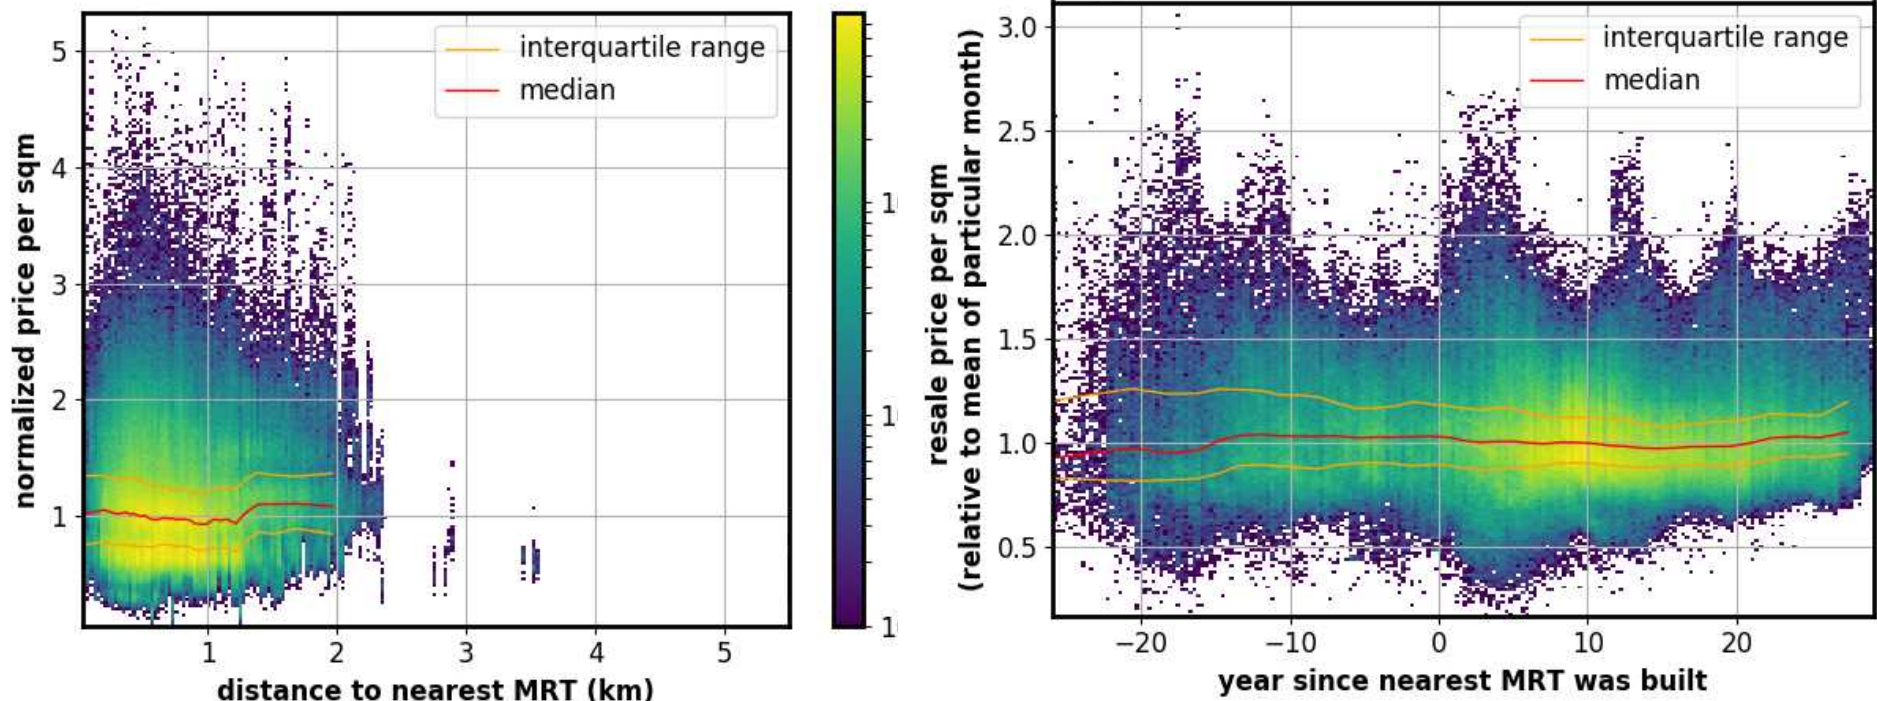 interquartile range
median
5
4
3
2
1
1
2
3
4
5
normalized price per sqm
distance to nearest MRT (km)
interquartile range
median
3.0
2.5
2.0
1.5
1.0
0.5
−20
−10
0
10
20
resale price per sqm
(relative to mean of particular month)
year since nearest MRT was built